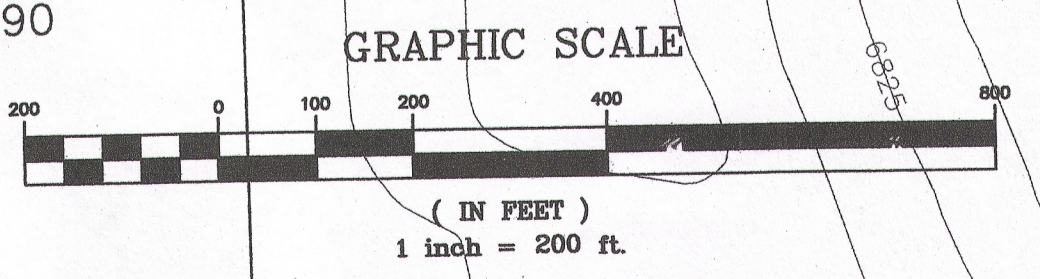 90
GRAPHIC SCALE
6825
200 0 100 200 400 800
( IN FEET )
1 inch = 200 ft.